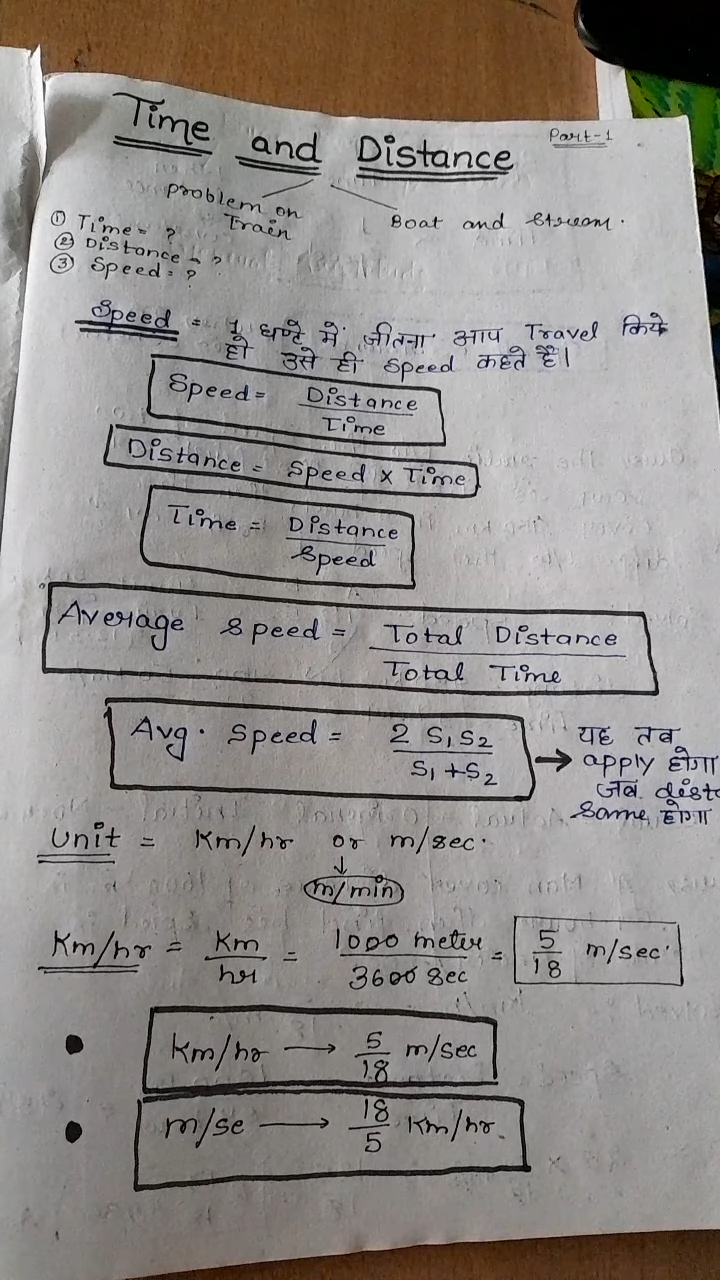 Time and Distance
Part-1
problem on
Train
Boat and Stream.
① Time = ?
② Distance = ?
③ Speed = ?
Speed = 1 घण्टे में जीतना आप Travel किये
हो उसे ही Speed कहते हैं।
Speed = Distance
Time
Distance = Speed x Time
Time = Distance
Speed
Average Speed = Total Distance
Total Time
Avg. Speed = 2 S₁S₂
S₁+S₂
→ यह तब
apply होगा
जब dist
Same होगा
Unit = Km/hr or m/sec.
↓
m/min
Km/hr = Km = 1000 meter = 5 m/sec.
hr 3600 Sec 18
• Km/hr → 5 m/sec
18
• m/se → 18 Km/hr.
5